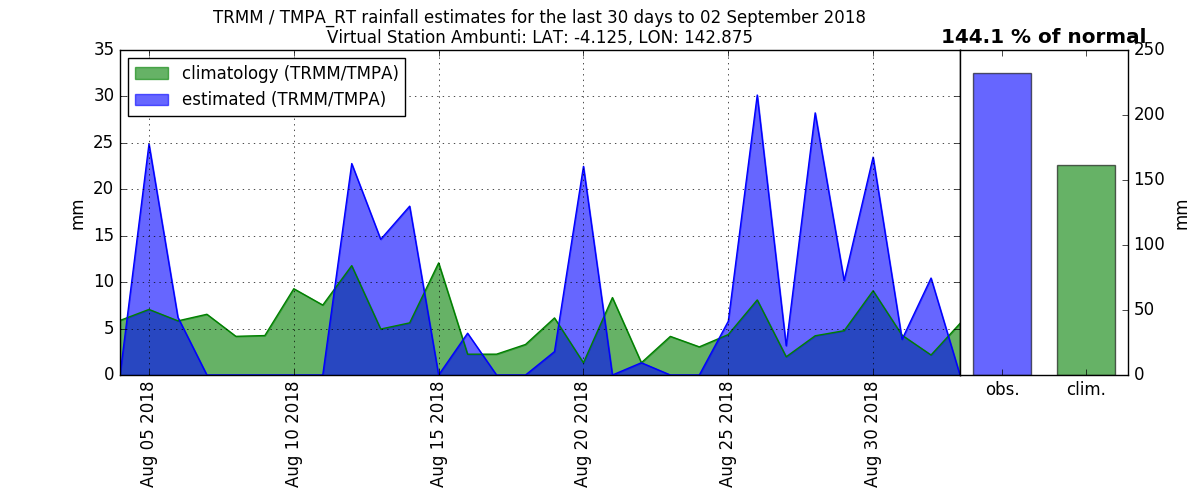 TRMM / TMPA_RT rainfall estimates for the last 30 days to 02 September 2018
Virtual Station Ambunti: LAT: -4.125, LON: 142.875
144.1 % of normal
climatology (TRMM/TMPA)
estimated (TRMM/TMPA)
35
30
25
20
15
10
5
0
mm
Aug 05 2018
Aug 10 2018
Aug 15 2018
Aug 20 2018
Aug 25 2018
Aug 30 2018
250
200
150
100
50
0
mm
obs.
clim.